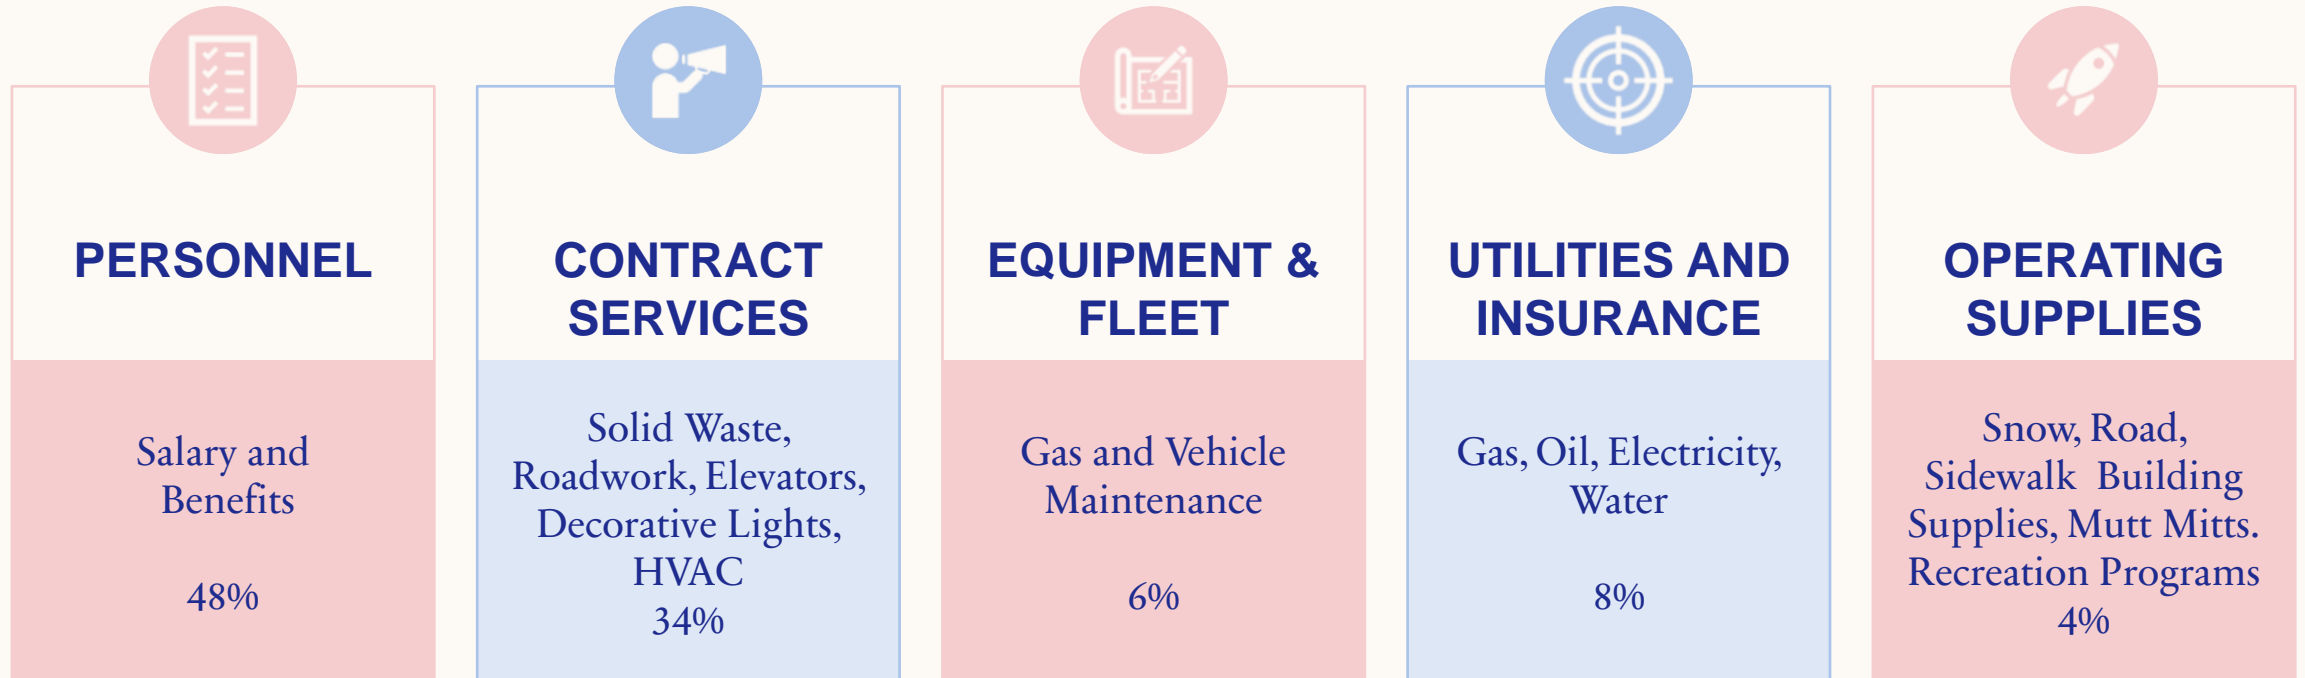 PERSONNEL
Salary and
Benefits
48%
CONTRACT
SERVICES
Solid Waste,
Roadwork, Elevators,
Decorative Lights,
HVAC
34%
EQUIPMENT &
FLEET
Gas and Vehicle
Maintenance
6%
UTILITIES AND
INSURANCE
Gas, Oil, Electricity,
Water
8%
OPERATING
SUPPLIES
Snow, Road,
Sidewalk  Building
Supplies, Mutt Mitts.
Recreation Programs
4%